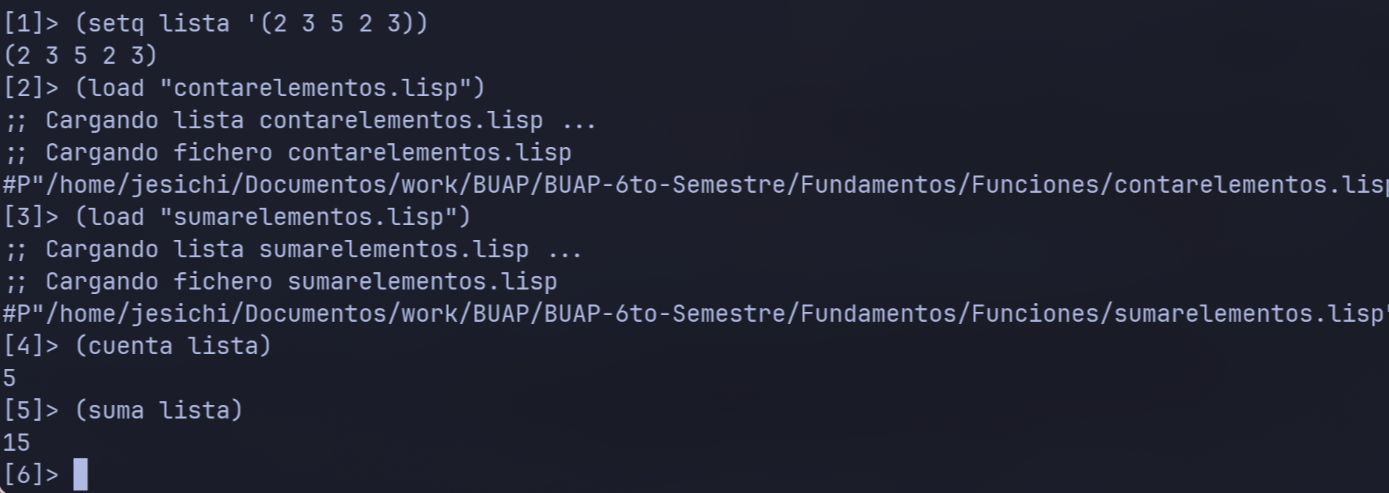 [1]> (setq lista '(2 3 5 2 3))
(2 3 5 2 3)
[2]> (load "contarelementos.lisp")
;; Cargando lista contarelementos.lisp ...
;; Cargando fichero contarelementos.lisp
#P"/home/jesichi/Documentos/work/BUAP/BUAP-6to-Semestre/Fundamentos/Funciones/contarelementos.lisp
[3]> (load "sumarelementos.lisp")
;; Cargando lista sumarelementos.lisp ...
;; Cargando fichero sumarelementos.lisp
#P"/home/jesichi/Documentos/work/BUAP/BUAP-6to-Semestre/Fundamentos/Funciones/sumarelementos.lisp"
[4]> (cuenta lista)
5
[5]> (suma lista)
15
[6]>